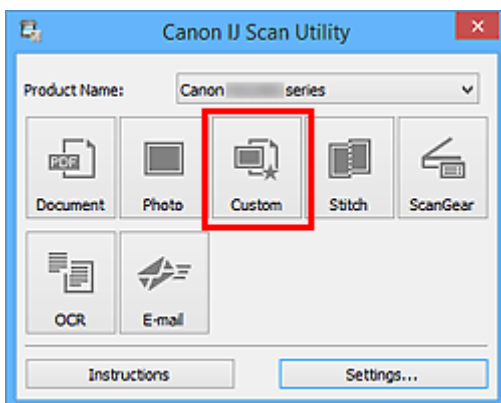 Canon IJ Scan Utility
Product Name: Canon series
PDF
Document Photo Custom Stitch ScanGear
OCR E-mail
Instructions Settings...